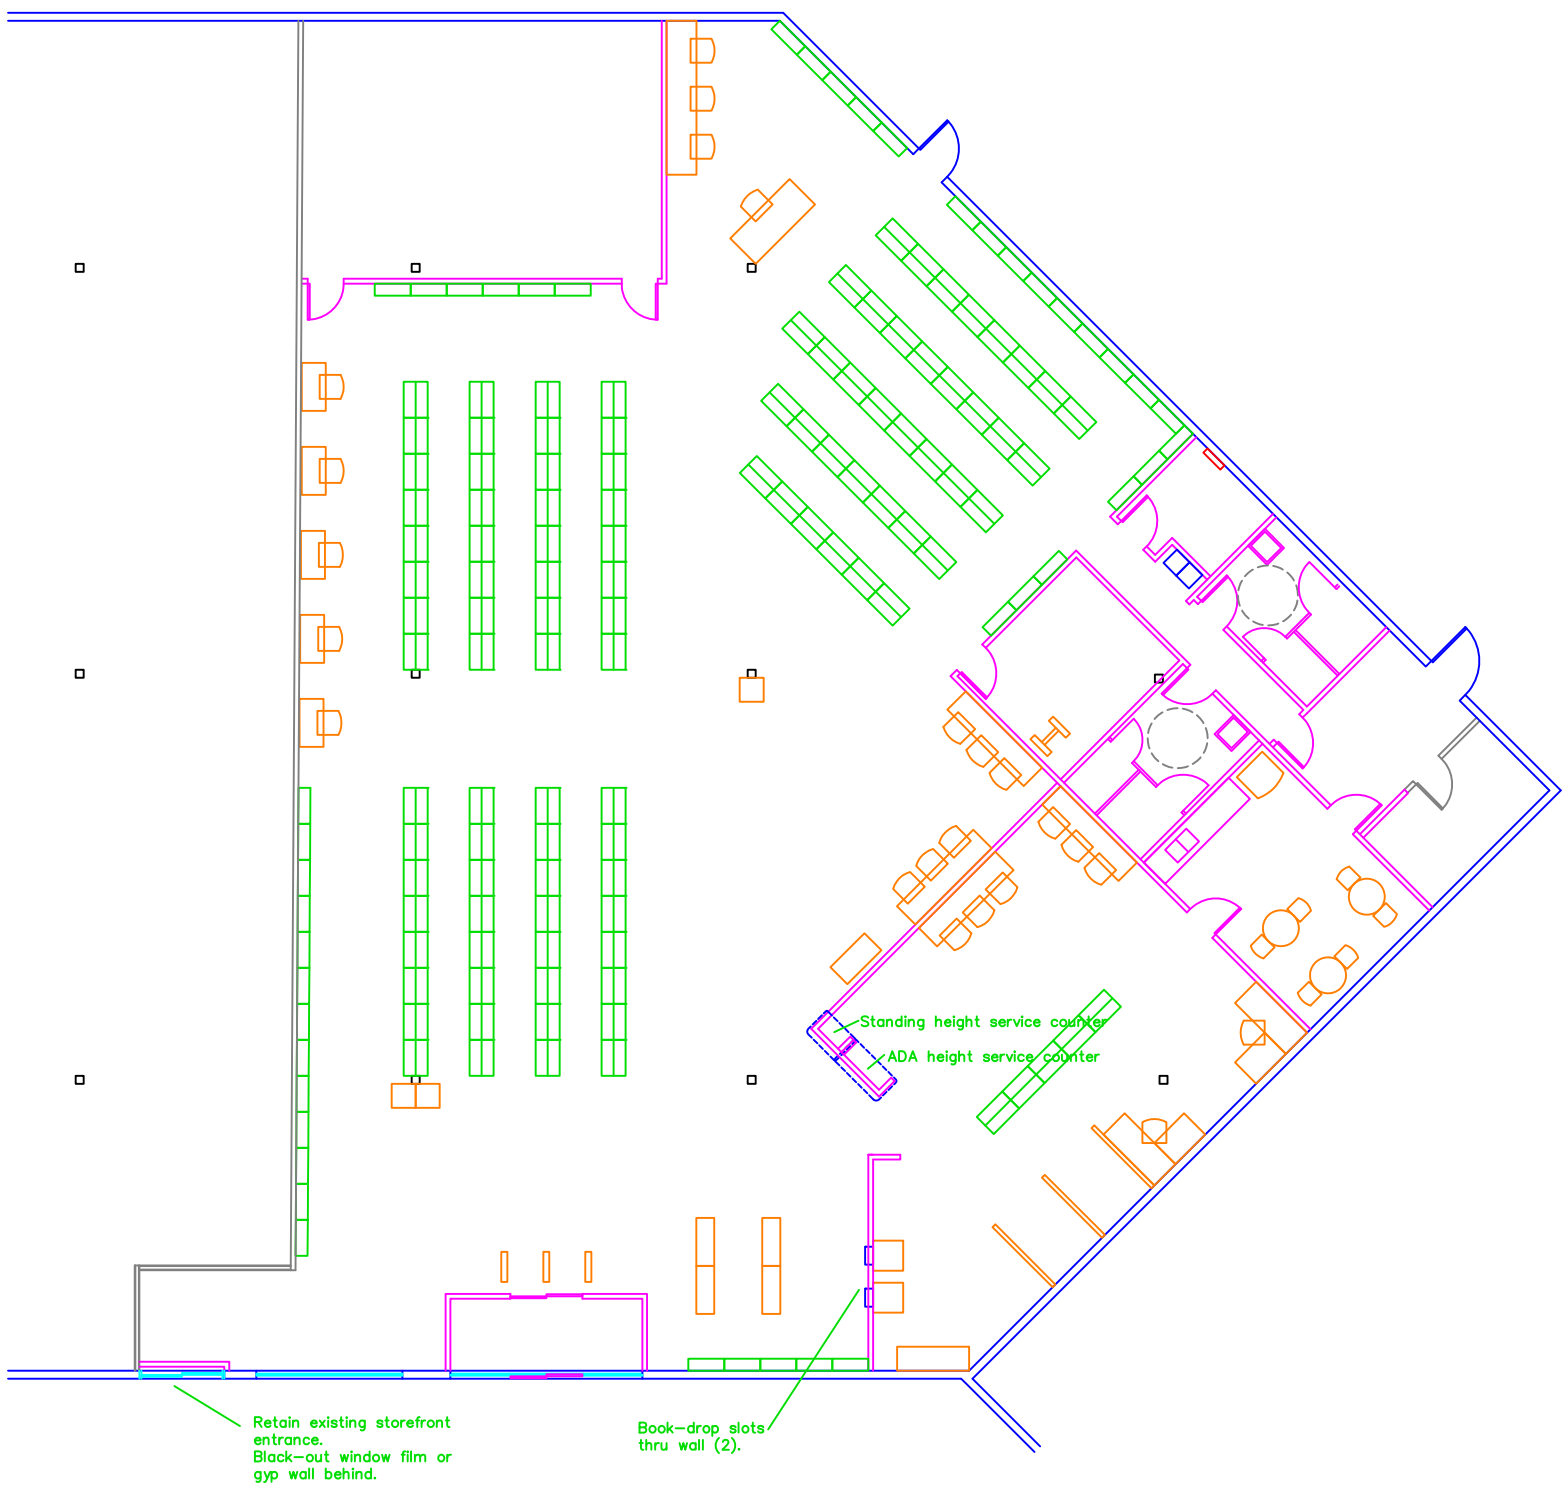 Standing height service counter
ADA height service counter
Retain existing storefront
entrance.
Black-out window film or
gyp wall behind.
Book-drop slots
thru wall (2).